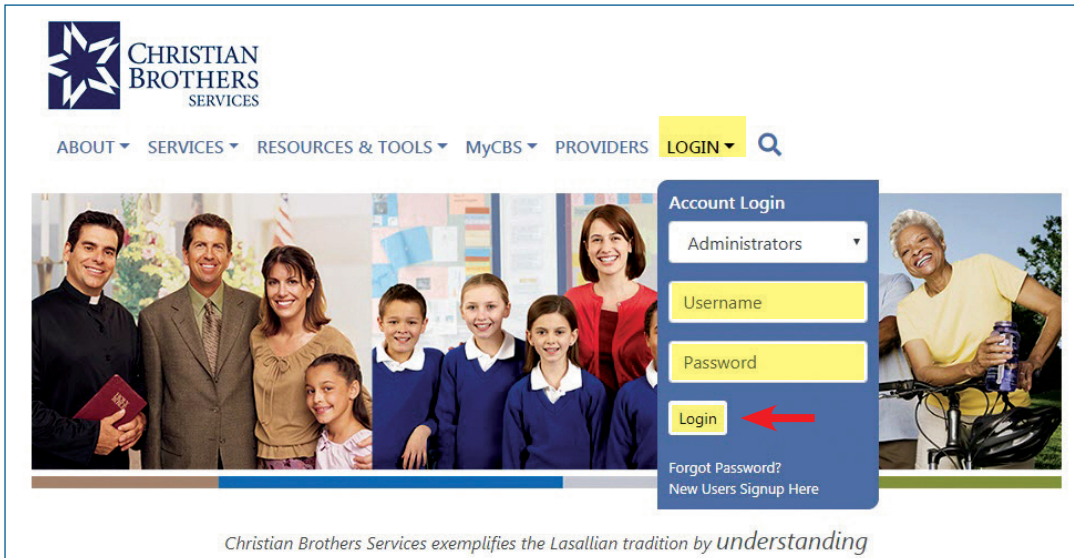 CHRISTIAN
BROTHERS
SERVICES
ABOUT SERVICES RESOURCES & TOOLS MyCBS PROVIDERS LOGIN
Account Login
Administrators
Username
Password
Login
Forgot Password?
New Users Signup Here
Christian Brothers Services exemplifies the Lasallian tradition by understanding